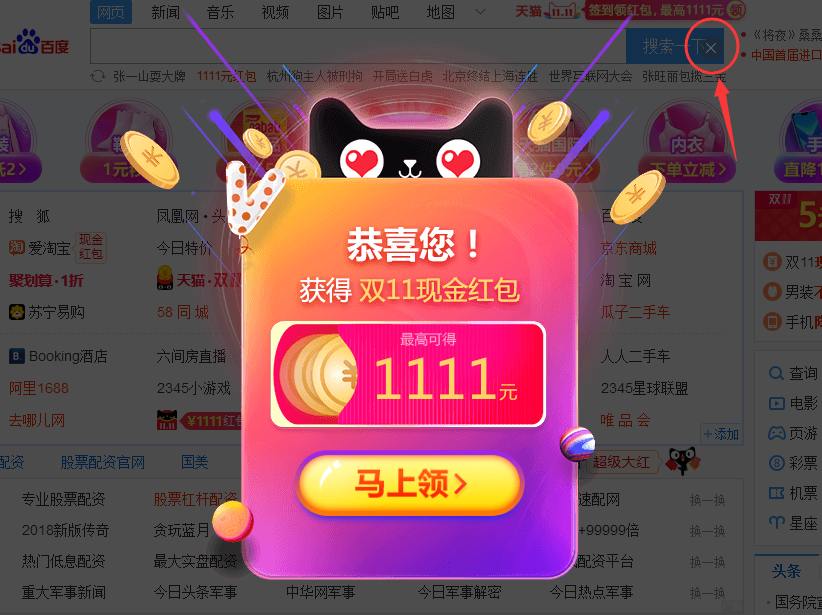 网页 新闻 音乐 视频 图片 贴吧 地图 天猫 11.11 签到领红包，最高1111元 领
Bai 百度
搜索一下
《将夜》桑桑
中国首届进口
张一山耍大牌 1111元红包 杭州狗主人被刑拘 开局送白虎 北京终结上海连胜 世界互联网大会
内衣
1元
下单立减>
直降
搜 狐 凤凰网·头
双11
5
爱淘宝 现金红包 今日特价 京东商城
双11
聚划算·1折 天猫·双11 淘 宝 网
男装
苏宁易购 58 同 城 瓜子二手车
手机
恭喜您！
获得 双11现金红包
最高可得
1111元
马上领>
B. Booking酒店 六间房直播 人人二手车
阿里1688 2345小游戏 2345星球联盟
去哪儿网 11.11 ¥1111红包 唯 品 会
+添加
查询
电影
页游
彩票
机票
星座
配资 股票配资官网 国美 超级大红
专业股票配资 股票杠杆配资 速配网 换一换
2018新版传奇 贪玩蓝月 +99999倍 换一换
热门低息配资 最大实盘配资 配资平台 换一换
重大军事新闻 今日头条军事 中华网军事 今日军事解密 今日热点军事 换一换
头条
国务院